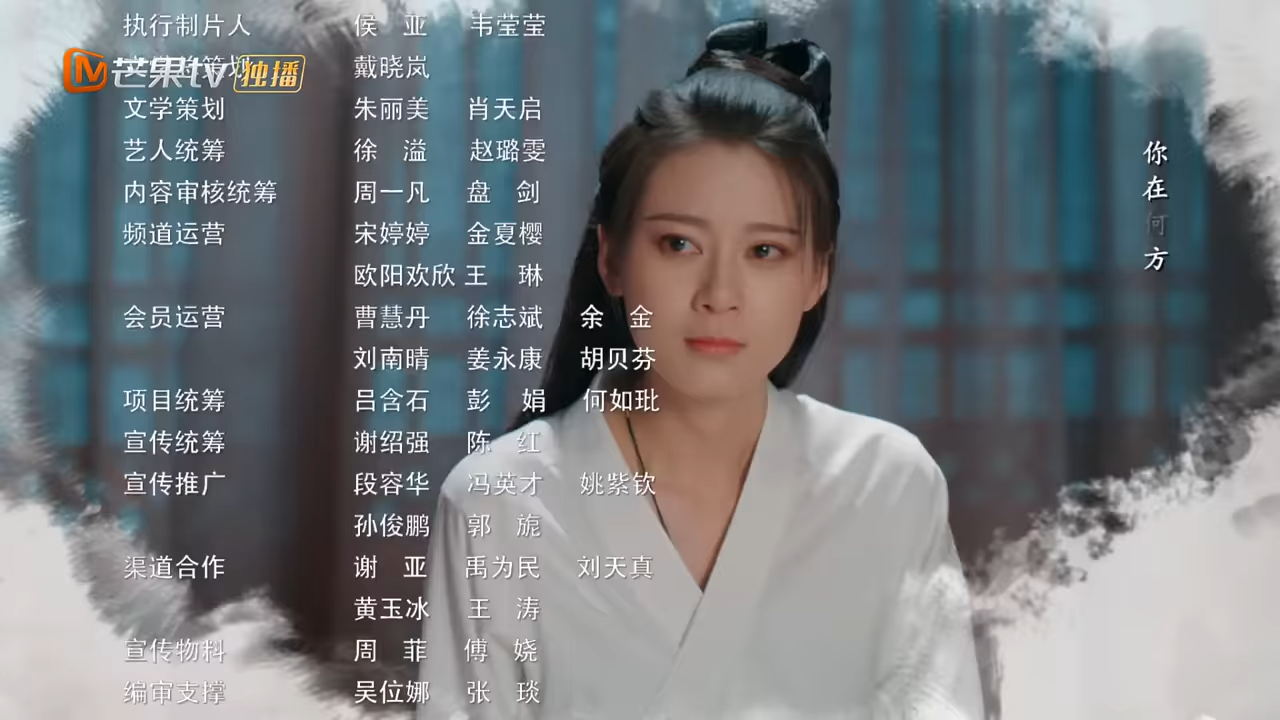 执行制片人 侯 亚 韦莹莹
芒果tv 独播
戴晓岚
文学策划 朱丽美 肖天启
艺人统筹 徐 溢 赵璐雯
内容审核统筹 周一凡 盘 剑
频道运营 宋婷婷 金夏樱
欧阳欢欣 王 琳
会员运营 曹慧丹 徐志斌 余 金
刘南晴 姜永康 胡贝芬
项目统筹 吕含石 彭 娟 何如玭
宣传统筹 谢绍强 陈 红
宣传推广 段容华 冯英才 姚紫钦
孙俊鹏 郭 旎
渠道合作 谢 亚 禹为民 刘天真
黄玉冰 王 涛
宣传物料 周 菲 傅 娆
编审支撑 吴位娜 张 琰
你在何方